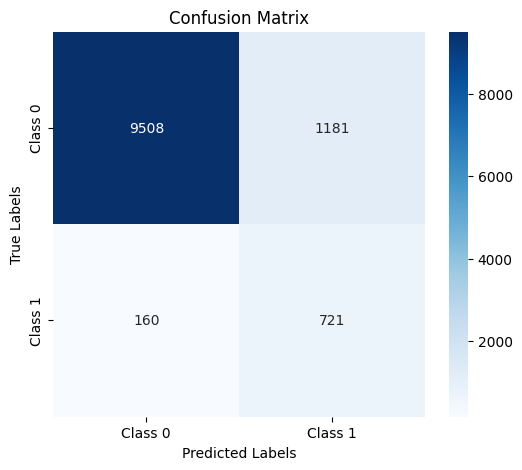 Confusion Matrix
True Labels
Class 0
9508 1181
Class 1
160 721
Class 0 Class 1
Predicted Labels
8000
6000
4000
2000